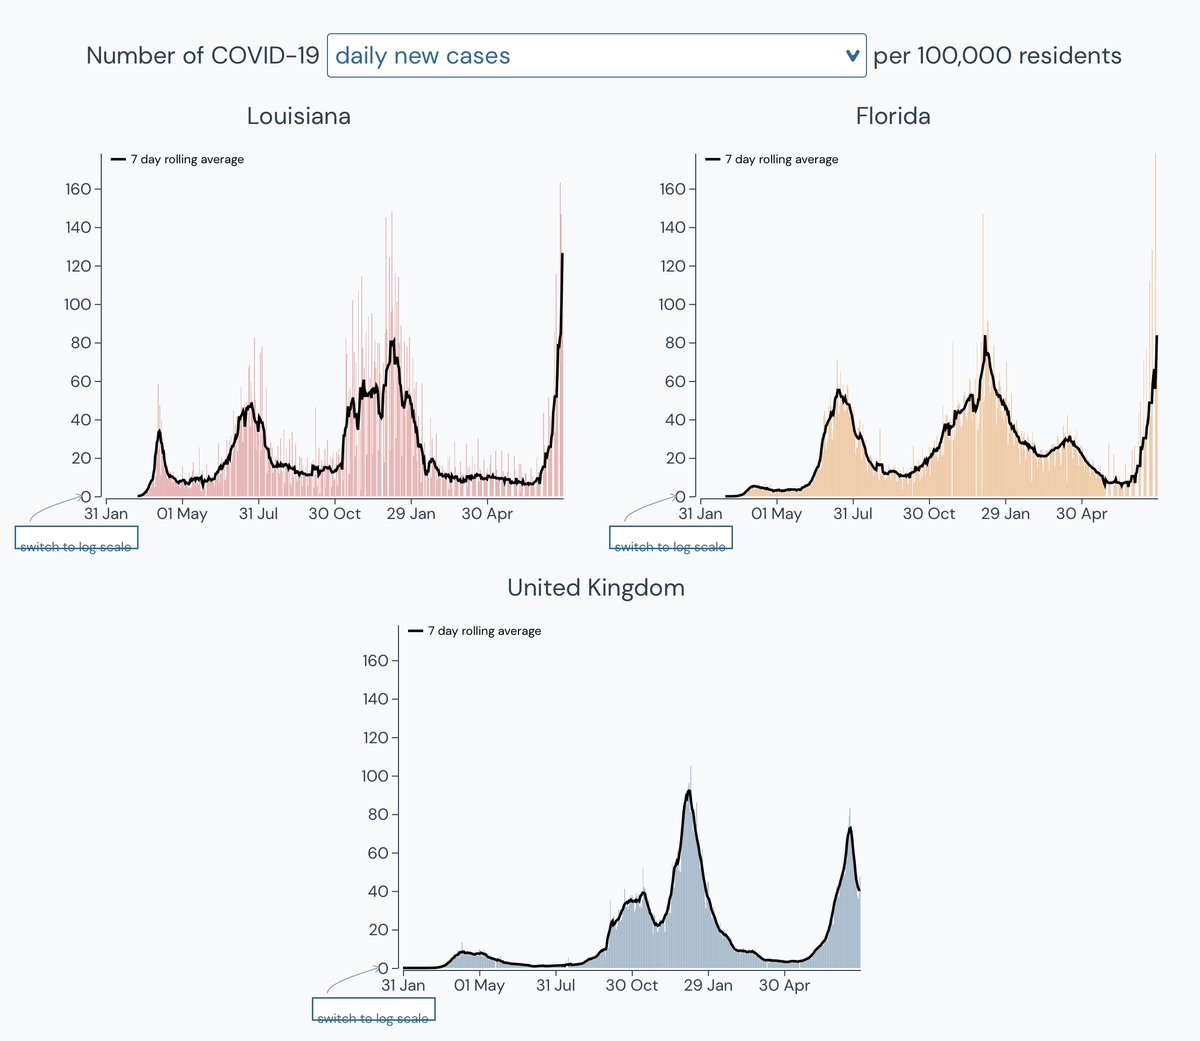 Number of COVID-19 daily new cases per 100,000 residents
Louisiana
7 day rolling average
160
140
120
100
80
60
40
20
0
31 Jan 01 May 31 Jul 30 Oct 29 Jan 30 Apr
switch to log scale
Florida
7 day rolling average
160
140
120
100
80
60
40
20
0
31 Jan 01 May 31 Jul 30 Oct 29 Jan 30 Apr
switch to log scale
United Kingdom
7 day rolling average
160
140
120
100
80
60
40
20
0
31 Jan 01 May 31 Jul 30 Oct 29 Jan 30 Apr
switch to log scale